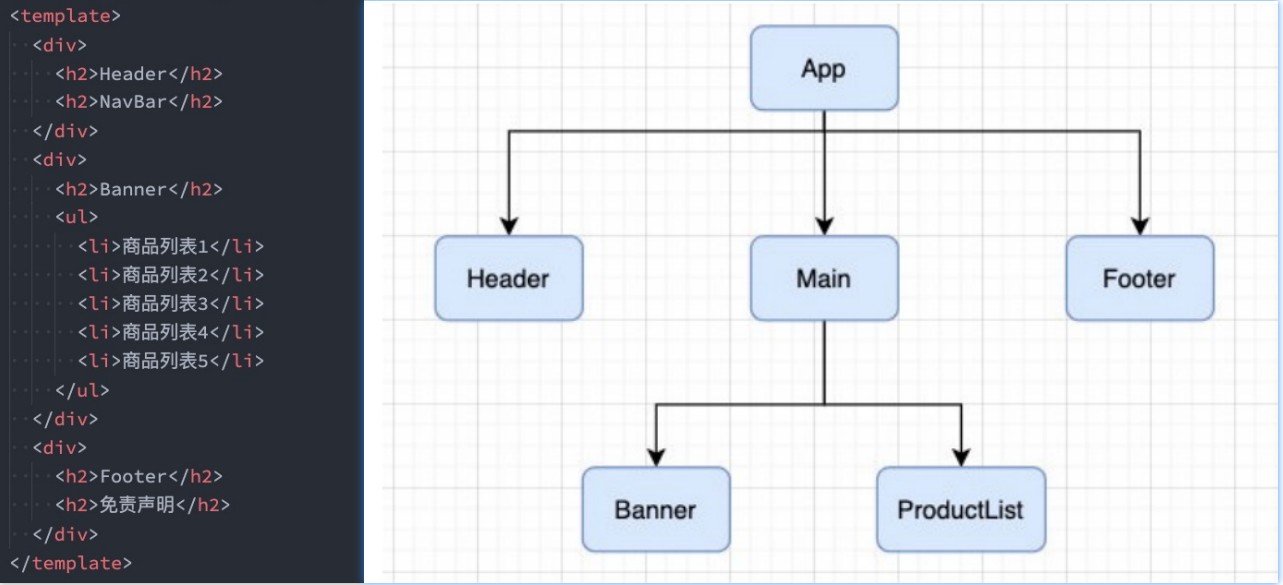 <template>
<div>
<h2>Header</h2>
<h2>NavBar</h2>
</div>
<div>
<h2>Banner</h2>
<ul>
<li>商品列表1</li>
<li>商品列表2</li>
<li>商品列表3</li>
<li>商品列表4</li>
<li>商品列表5</li>
</ul>
</div>
<div>
<h2>Footer</h2>
<h2>免责声明</h2>
</div>
</template>
App
Header
Main
Footer
Banner
ProductList